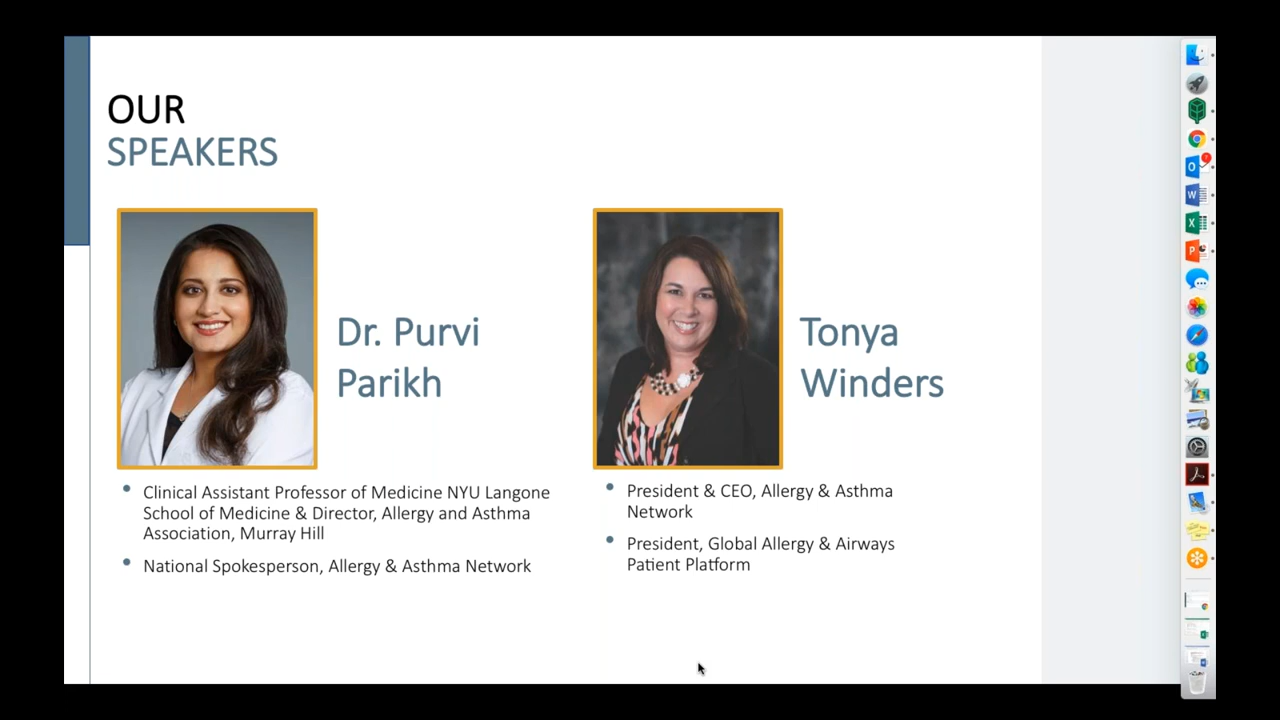 OUR
SPEAKERS
Dr. Purvi
Parikh
Clinical Assistant Professor of Medicine NYU Langone
School of Medicine & Director, Allergy and Asthma
Association, Murray Hill
National Spokesperson, Allergy & Asthma Network
Tonya
Winders
President & CEO, Allergy & Asthma
Network
President, Global Allergy & Airways
Patient Platform